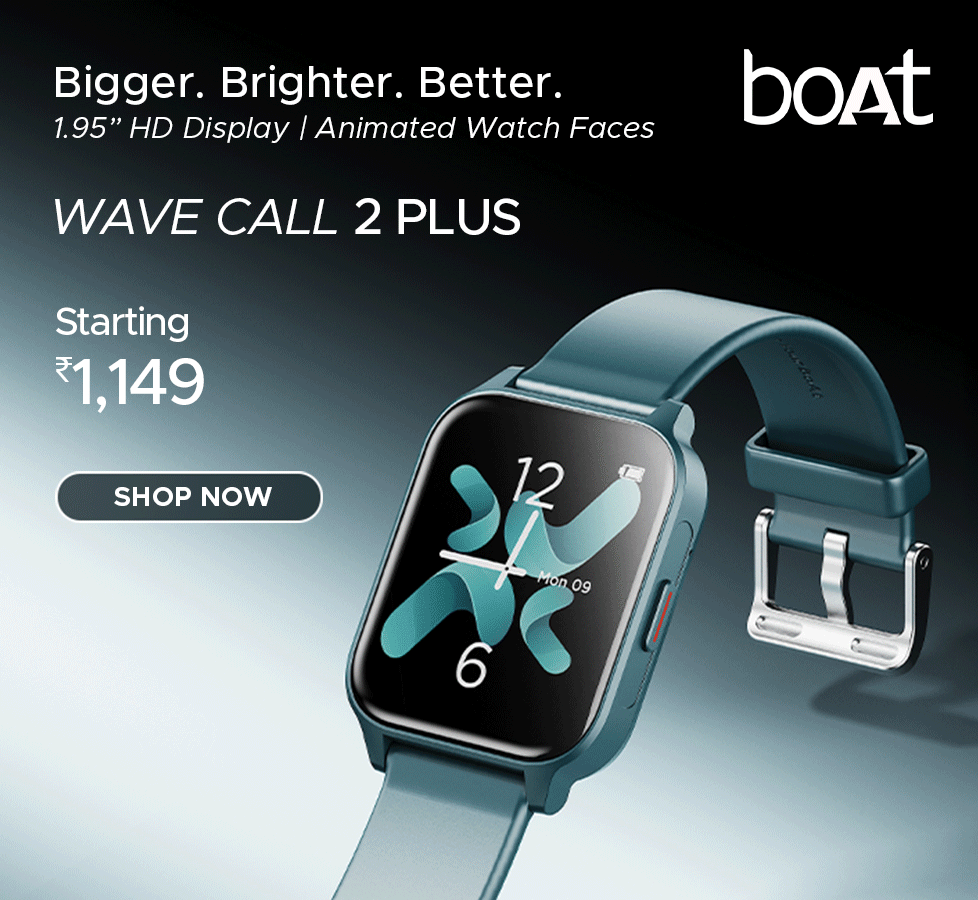 Bigger. Brighter. Better.
1.95” HD Display | Animated Watch Faces
boAt
WAVE CALL 2 PLUS
Starting
₹1,149
SHOP NOW
12
Mon 09
6